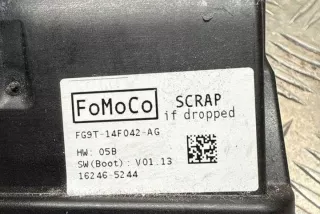 FoMoCo
SCRAP
if dropped
FG9T-14F042-AG
HW: 05B
SW(Boot): V01.13
16246-5244